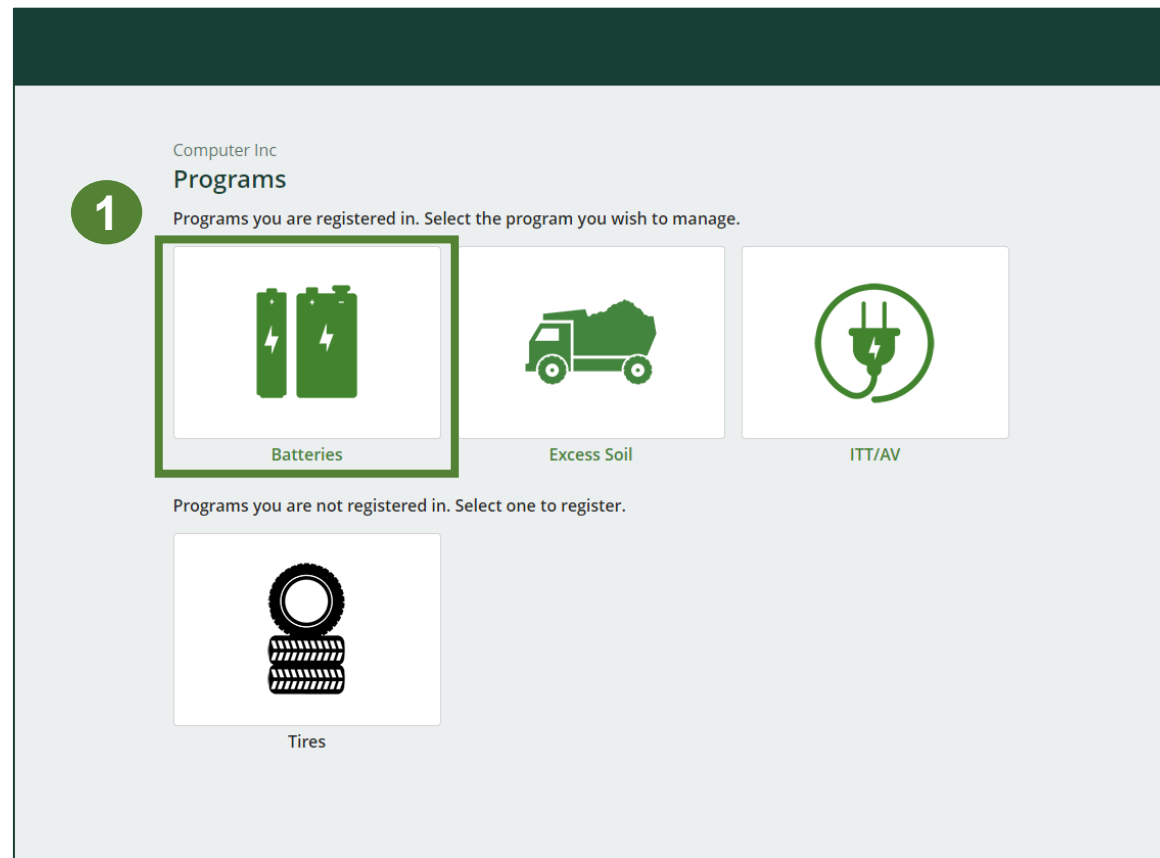 Computer Inc
Programs
1
Programs you are registered in. Select the program you wish to manage.
Batteries
Excess Soil
ITT/AV
Programs you are not registered in. Select one to register.
Tires